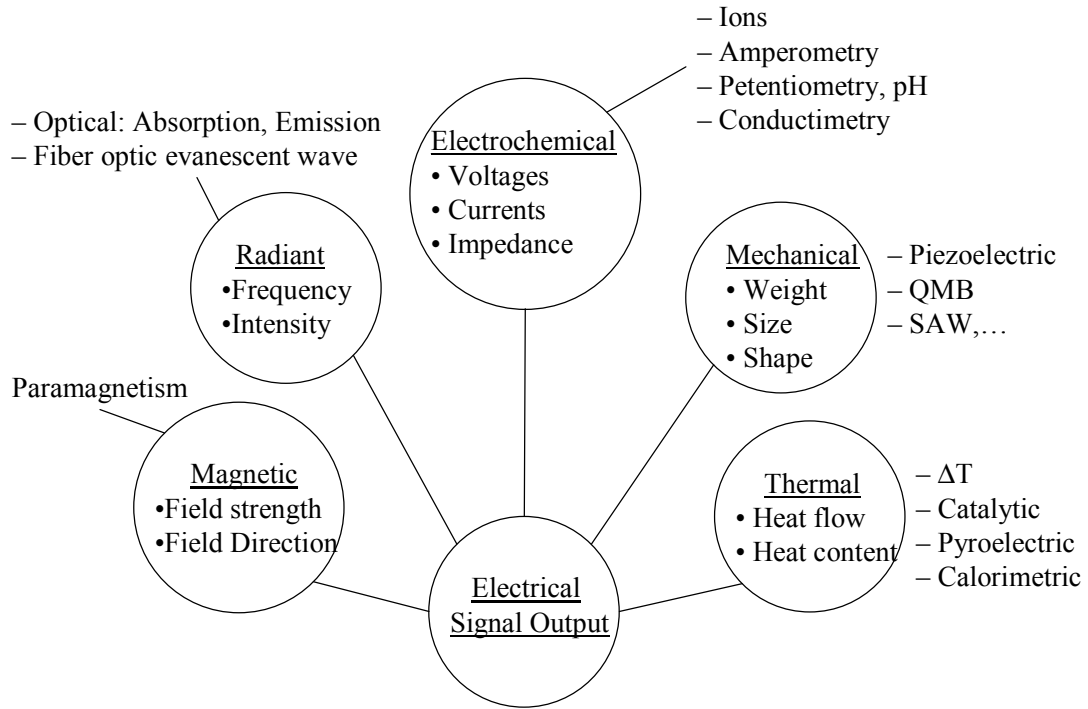 – Ions
– Amperometry
– Petentiometry, pH
– Conductimetry
– Optical: Absorption, Emission
– Fiber optic evanescent wave
Electrochemical
• Voltages
• Currents
• Impedance
Radiant
•Frequency
•Intensity
Mechanical
• Weight
• Size
• Shape
– Piezoelectric
– QMB
– SAW,…
Paramagnetism
Magnetic
•Field strength
•Field Direction
Thermal
• Heat flow
• Heat content
– ΔT
– Catalytic
– Pyroelectric
– Calorimetric
Electrical
Signal Output